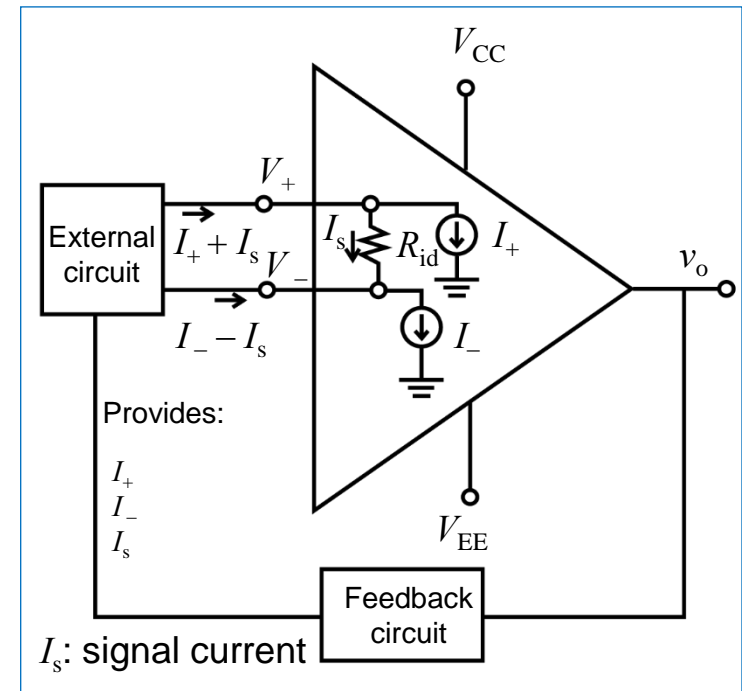 V_CC
V_+
External
circuit
I_+ + I_s
I_s
R_id
I_+
v_o
V_−
I_− − I_s
I_−
Provides:
I_+
I_−
I_s
V_EE
Feedback
circuit
I_s: signal current